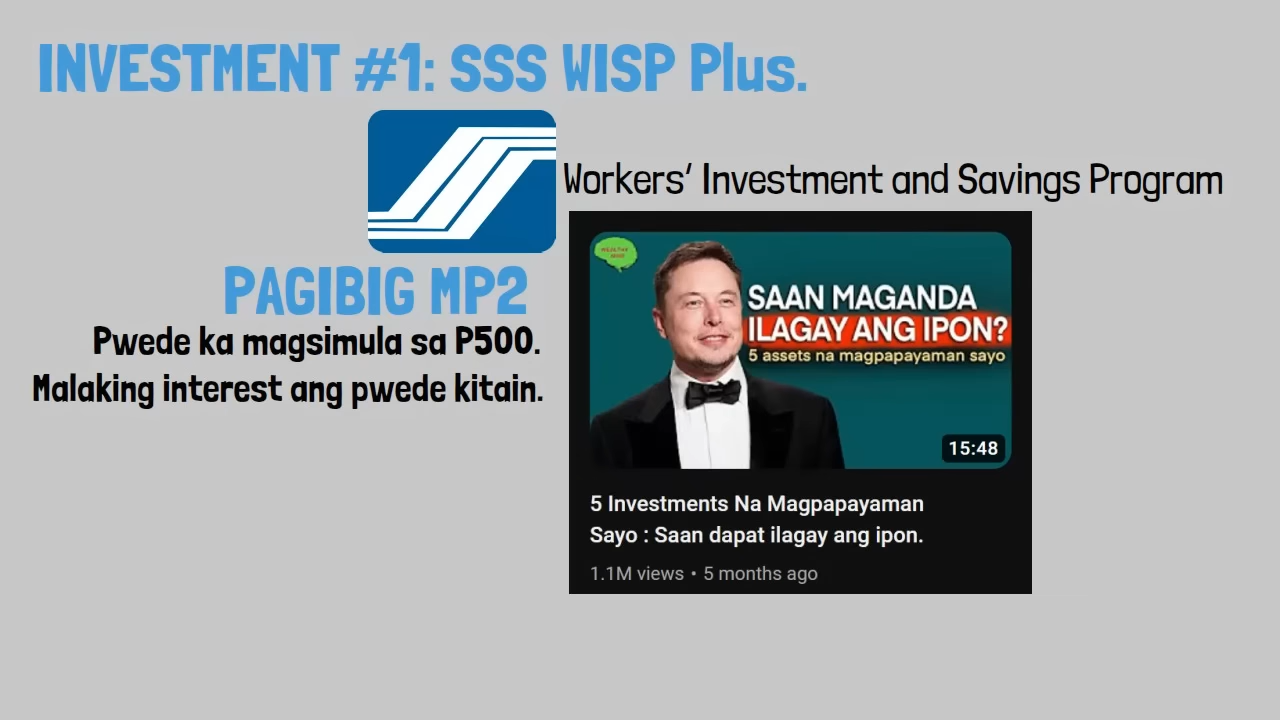 INVESTMENT #1: SSS WISP Plus.
Workers' Investment and Savings Program
PAGIBIG MP2
Pwede ka magsimula sa P500.
Malaking interest ang pwede kitain.
SAAN MAGANDA
ILAGAY ANG IPON?
5 assets na magpapayaman sayo
15:48
5 Investments Na Magpapayaman
Sayo : Saan dapat ilagay ang ipon.
1.1M views • 5 months ago